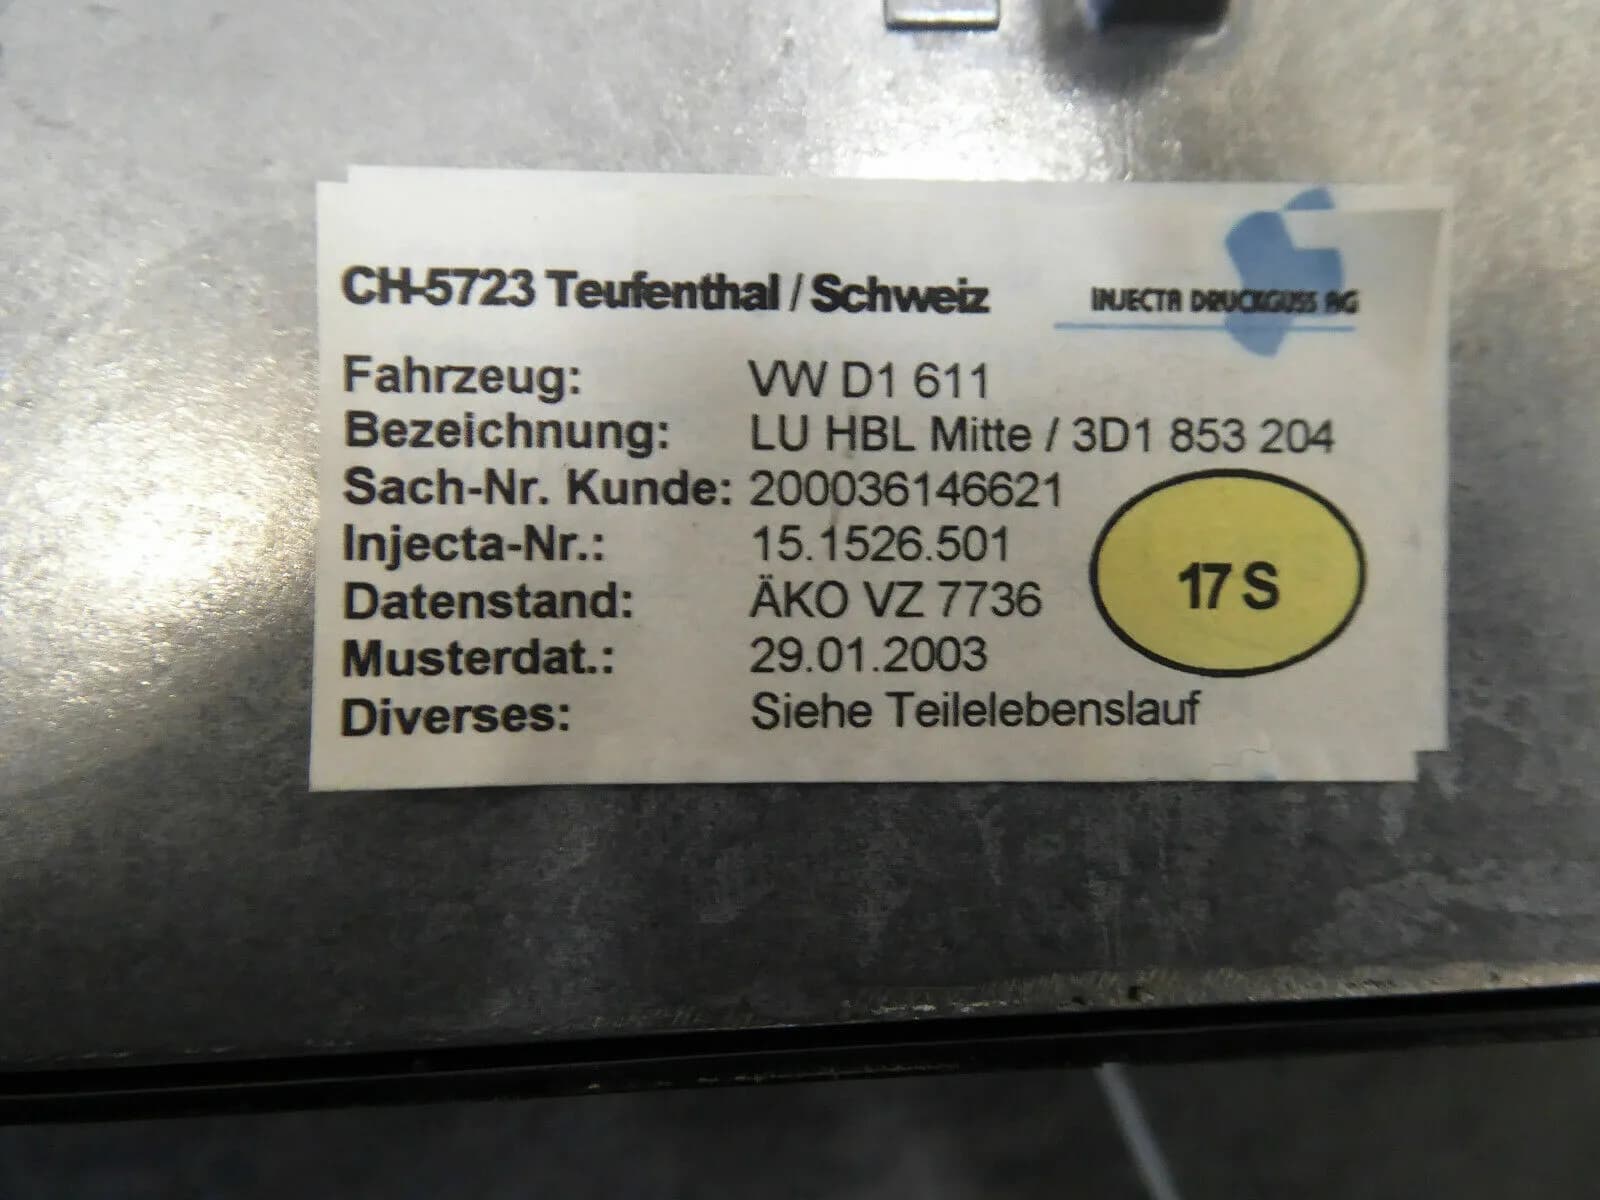 CH-5723 Teufenthal / Schweiz
INJECTA DRUCKGUSS AG
Fahrzeug: VW D1 611
Bezeichnung: LU HBL Mitte / 3D1 853 204
Sach-Nr. Kunde: 200036146621
Injecta-Nr.: 15.1526.501
Datenstand: ÄKO VZ 7736
Musterdat.: 29.01.2003
Diverses: Siehe Teilelebenslauf
17 S